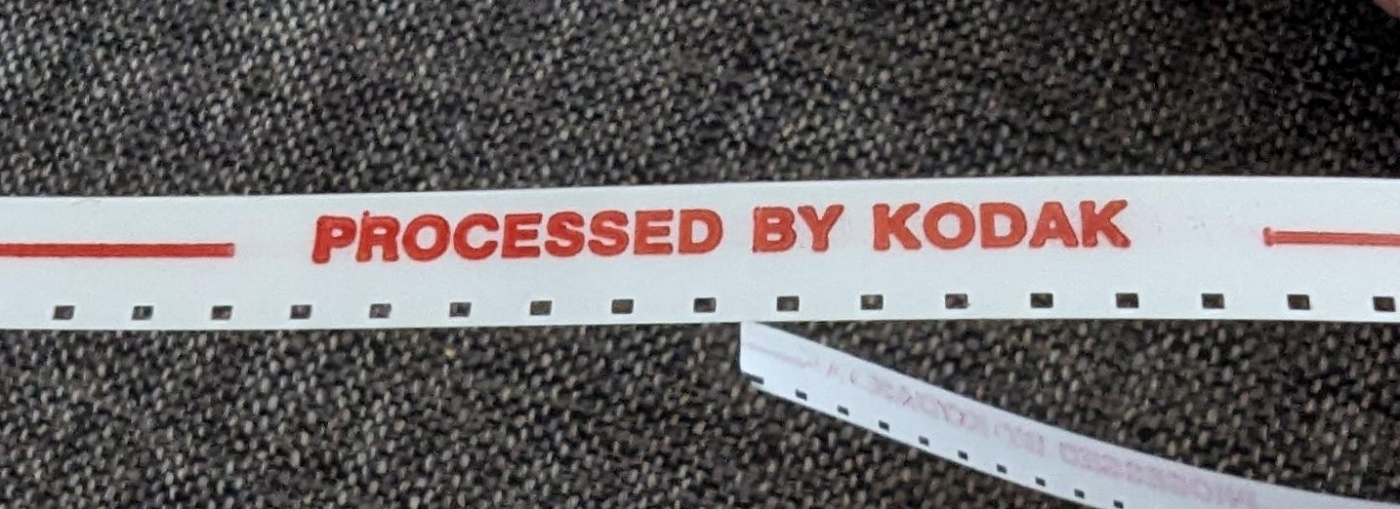 PROCESSED BY KODAK